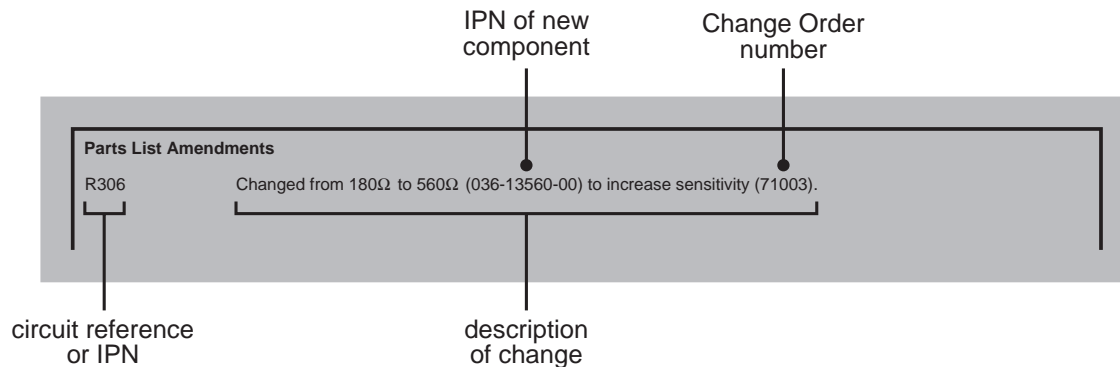 IPN of new
component
Change Order
number
Parts List Amendments
R306 Changed from 180Ω to 560Ω (036-13560-00) to increase sensitivity (71003).
circuit reference
or IPN
description
of change